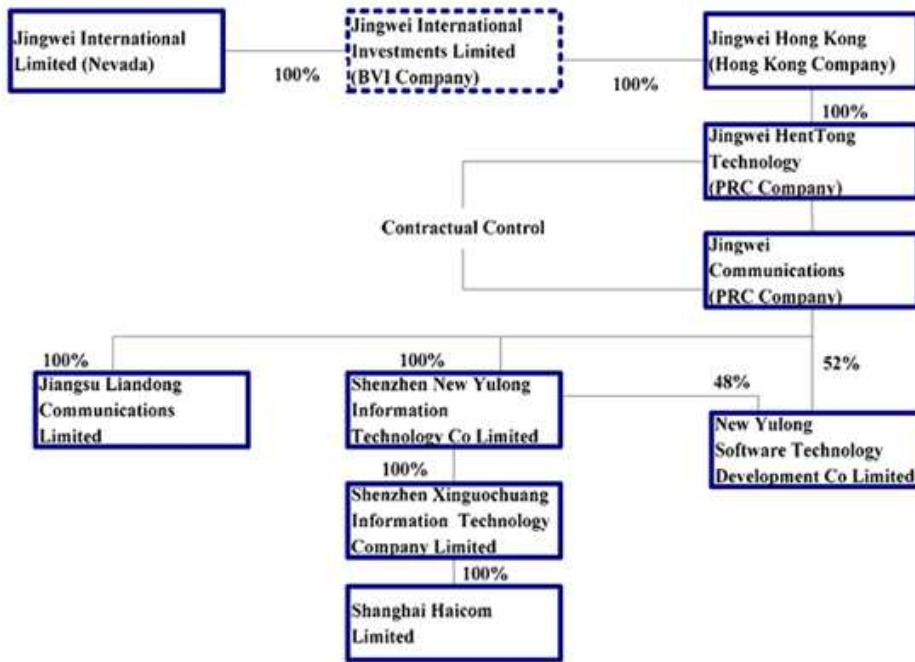 Jingwei International
Limited (Nevada)
100%
Jingwei International
Investments Limited
(BVI Company)
100%
Jingwei Hong Kong
(Hong Kong Company)
100%
Jingwei HentTong
Technology
(PRC Company)
Contractual Control
Jingwei
Communications
(PRC Company)
100%
Jiangsu Liandong
Communications
Limited
100%
Shenzhen New Yulong
Information
Technology Co Limited
48%
52%
New Yulong
Software Technology
Development Co Limited
100%
Shenzhen Xinguochuang
Information Technology
Company Limited
100%
Shanghai Haicom
Limited